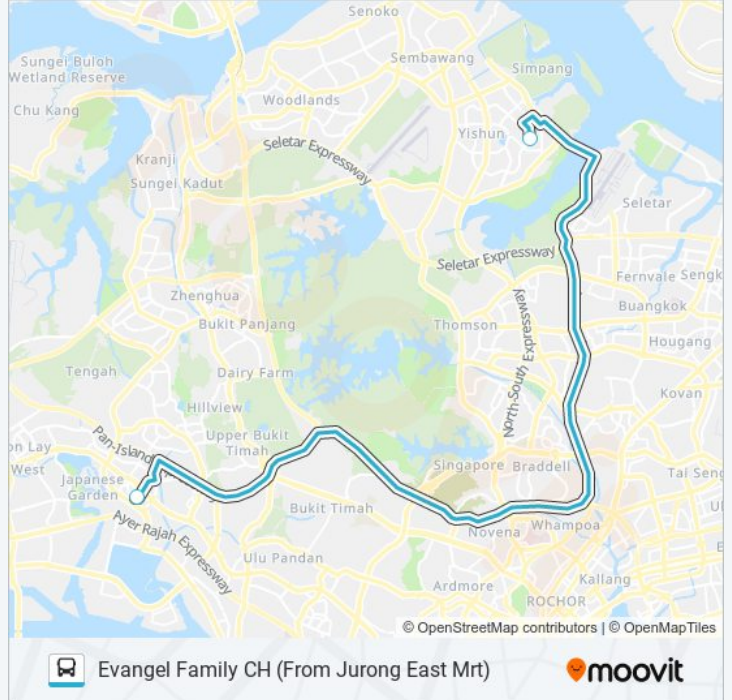 Senoko
Sungei Buloh
Wetland Reserve
Sembawang
Simpang
Chu Kang
Woodlands
Yishun
Seletar Expressway
Kranji
Sungei Kadut
Seletar
Seletar Expressway
Fernvale
Sengk
Zhenghua
Buangkok
North-South Expressway
Bukit Panjang
Thomson
Hougang
Tengah
Dairy Farm
Kovan
Hillview
Pan-Island
on Lay
West
Upper Bukit
Timah
Singapore
Braddell
Tai Seng
Japanese
Garden
Bukit Timah
Novena
Whampoa
Ayer Rajah Expressway
Ulu Pandan
Kallang
Ardmore
ROCHOR
© OpenStreetMap contributors | © OpenMapTiles
Evangel Family CH (From Jurong East Mrt)
moovit